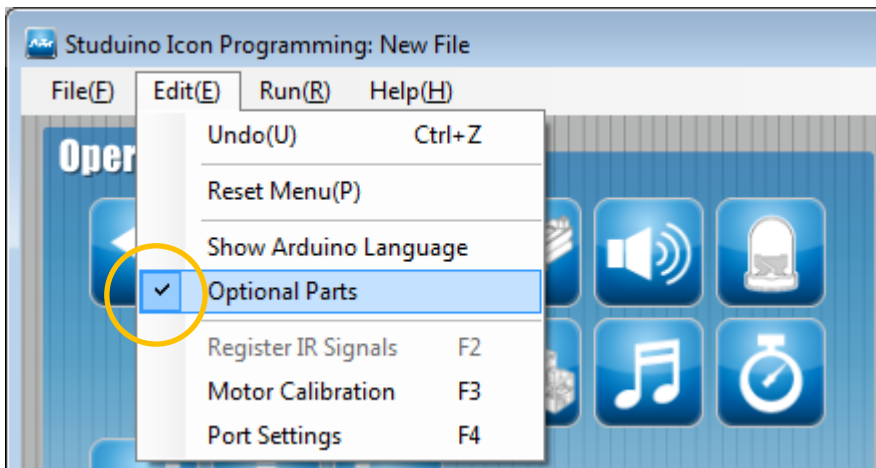 Studuino Icon Programming: New File
File(F) Edit(E) Run(R) Help(H)
Oper
Undo(U) Ctrl+Z
Reset Menu(P)
Show Arduino Language
Optional Parts
Register IR Signals F2
Motor Calibration F3
Port Settings F4